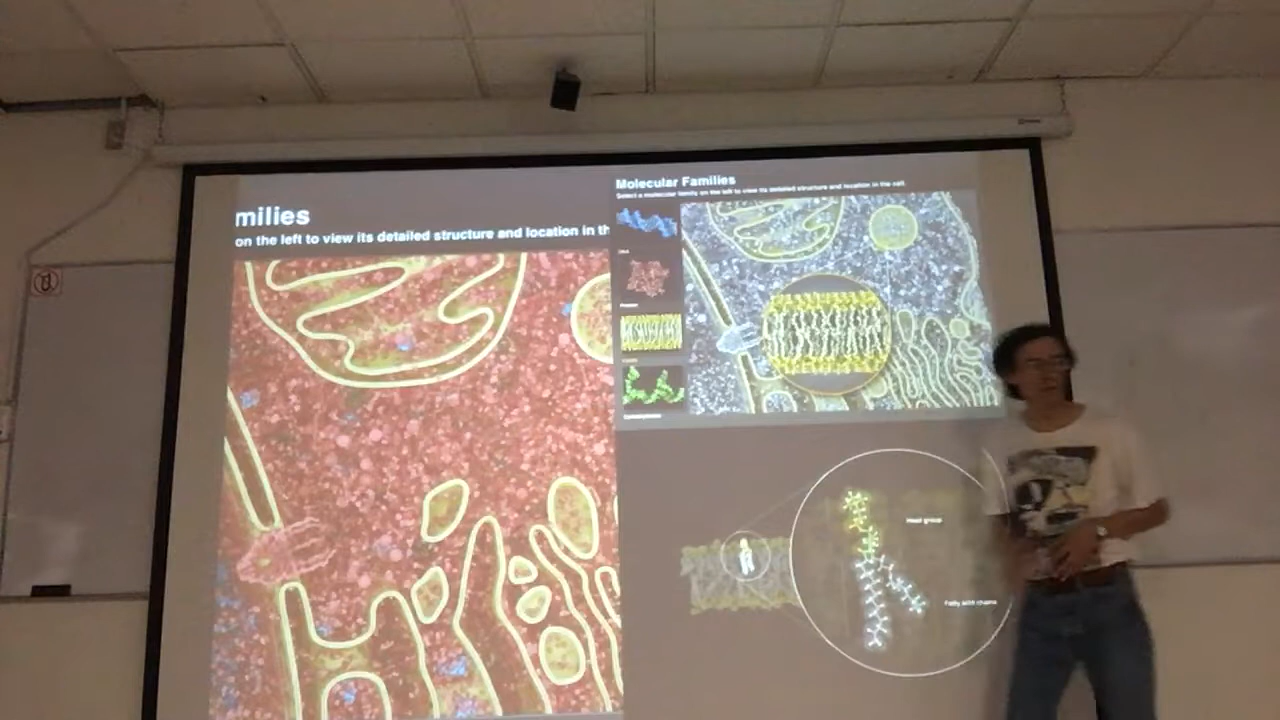 milies
on the left to view its detailed structure and location in th
Molecular Families
Select a molecular family on the left to view its detailed structure and location in the cell.
Head group
Fatty acid chains